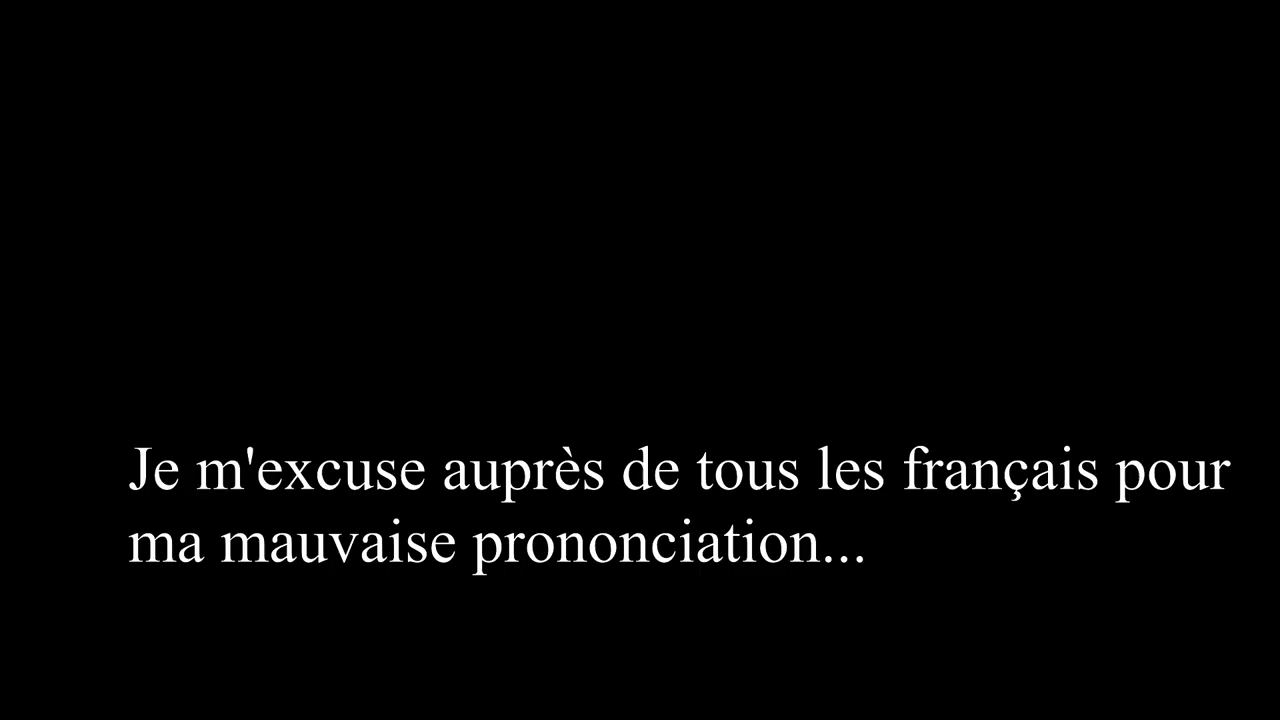 Je m'excuse auprès de tous les français pour
ma mauvaise prononciation...